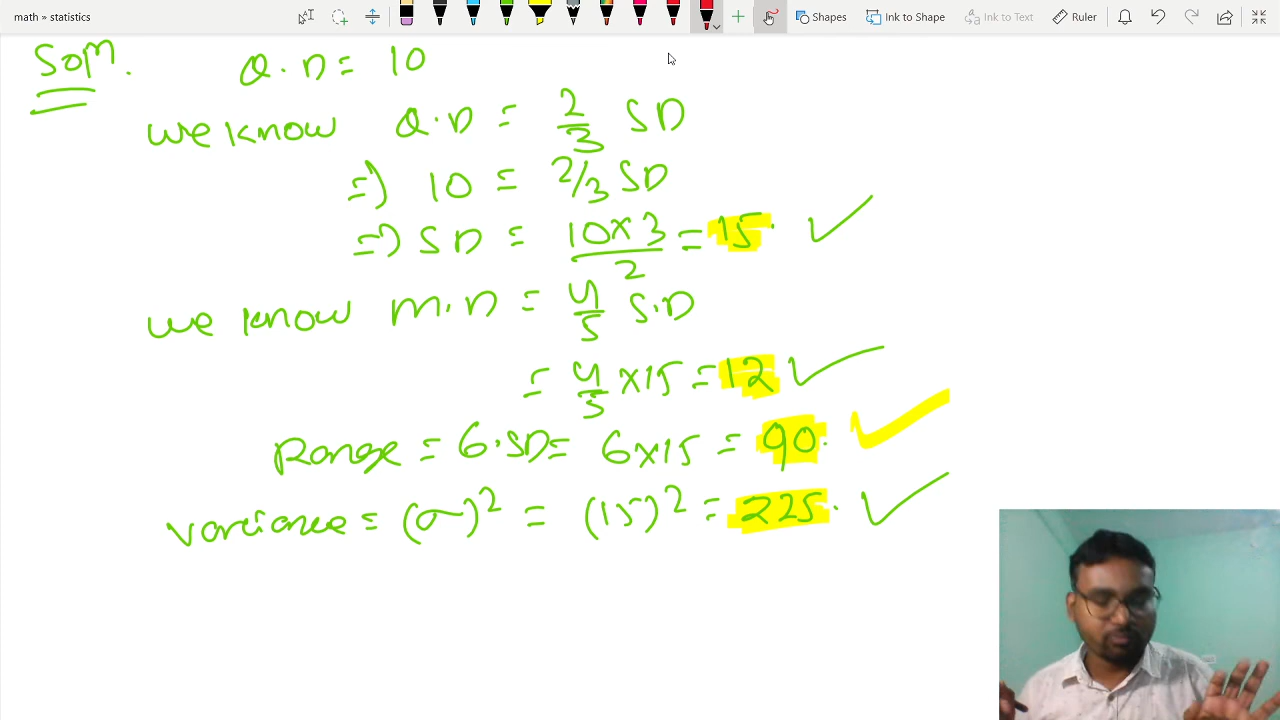 math » statistics
Shapes Ink to Shape Ink to Text Ruler
Soln. Q.D = 10
we know Q.D = 2/3 SD
=) 10 = 2/3 SD
=) SD = 10×3/2 = 15.
we know M.D = 4/5 S.D
= 4/5 ×15 = 12
Range = 6.SD = 6×15 = 90.
variance = (σ)² = (15)² = 225.